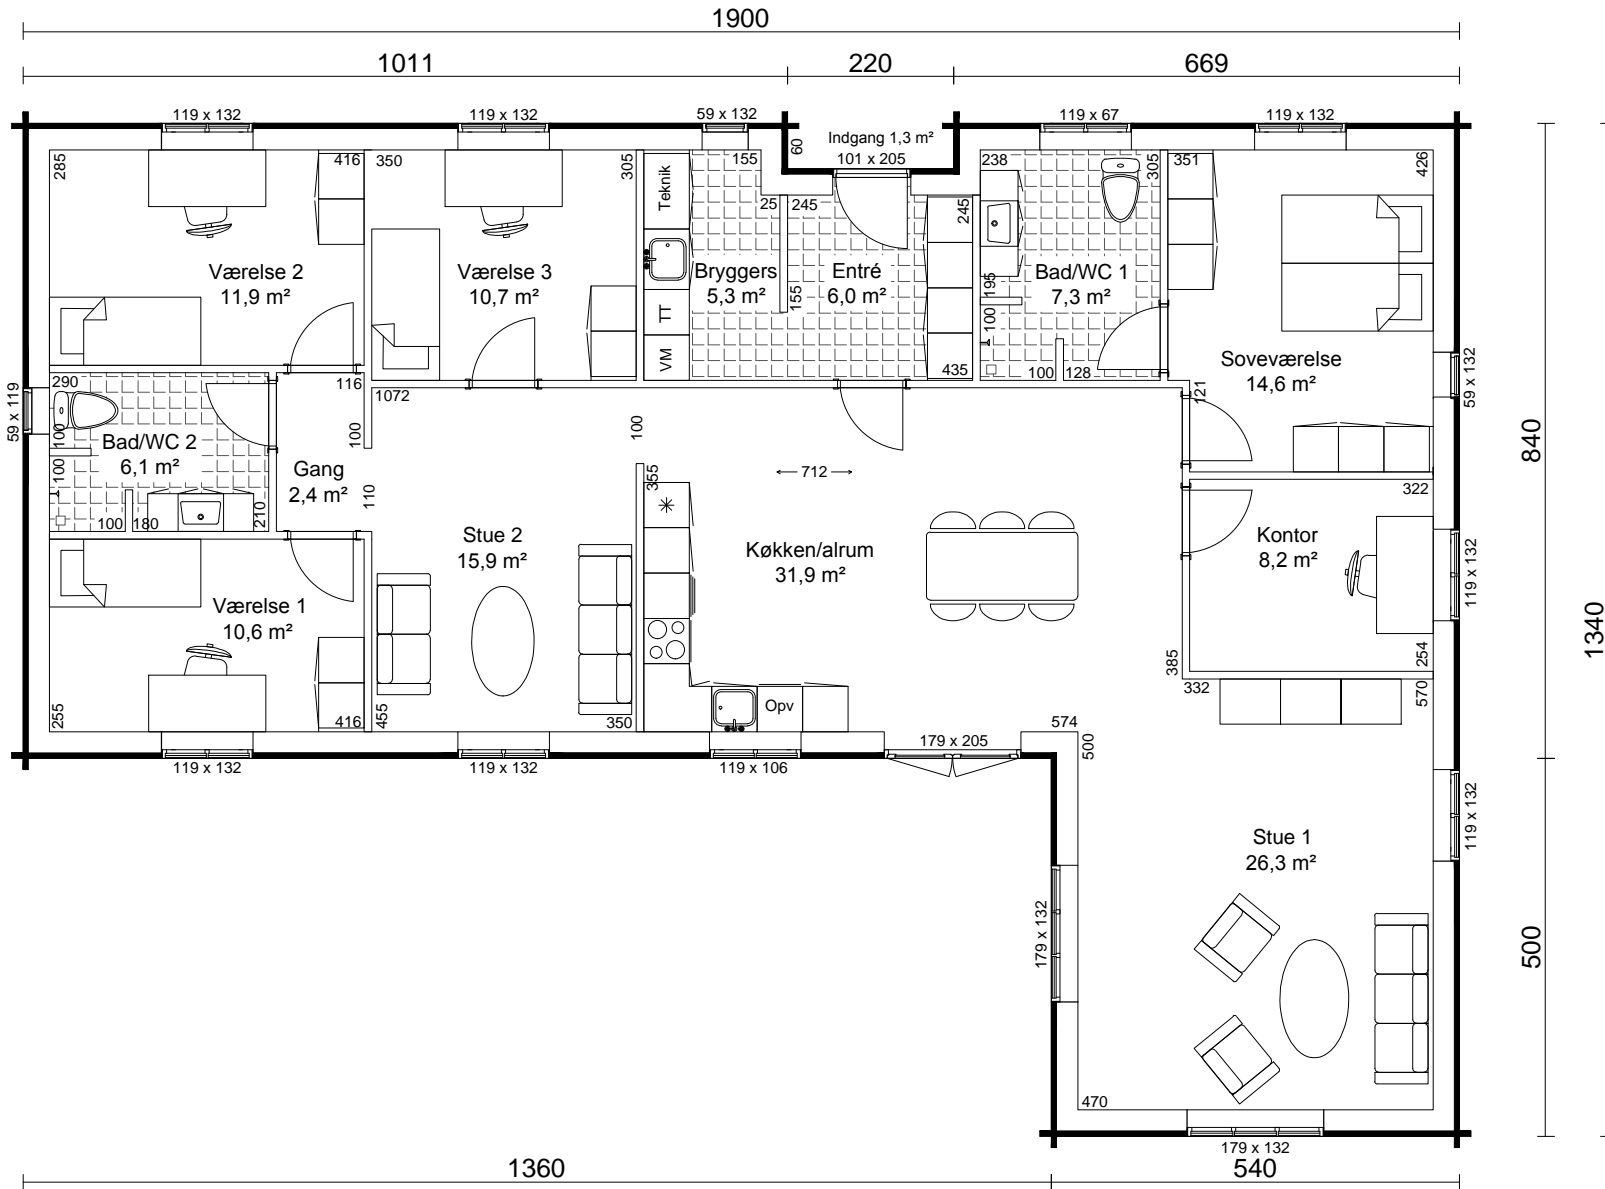 1900
1011
220
669
119 x 132
119 x 132
59 x 132
119 x 67
119 x 132
Indgang 1,3 m²
101 x 205
60
285
416
350
305
155
25
245
245
238
305
351
426
Teknik
TT
VM
Værelse 2
11,9 m²
Værelse 3
10,7 m²
Bryggers
5,3 m²
Entré
6,0 m²
155
435
Bad/WC 1
7,3 m²
195
100
100
128
Soveværelse
14,6 m²
121
59 x 132
59 x 119
290
116
1072
100
100
100
Bad/WC 2
6,1 m²
100
180
210
Gang
2,4 m²
110
100
355
712
322
840
Stue 2
15,9 m²
Køkken/alrum
31,9 m²
Kontor
8,2 m²
119 x 132
Værelse 1
10,6 m²
1340
385
254
332
570
255
416
455
350
Opv
574
500
179 x 205
119 x 132
119 x 132
119 x 106
119 x 132
Stue 1
26,3 m²
179 x 132
500
470
179 x 132
1360
540